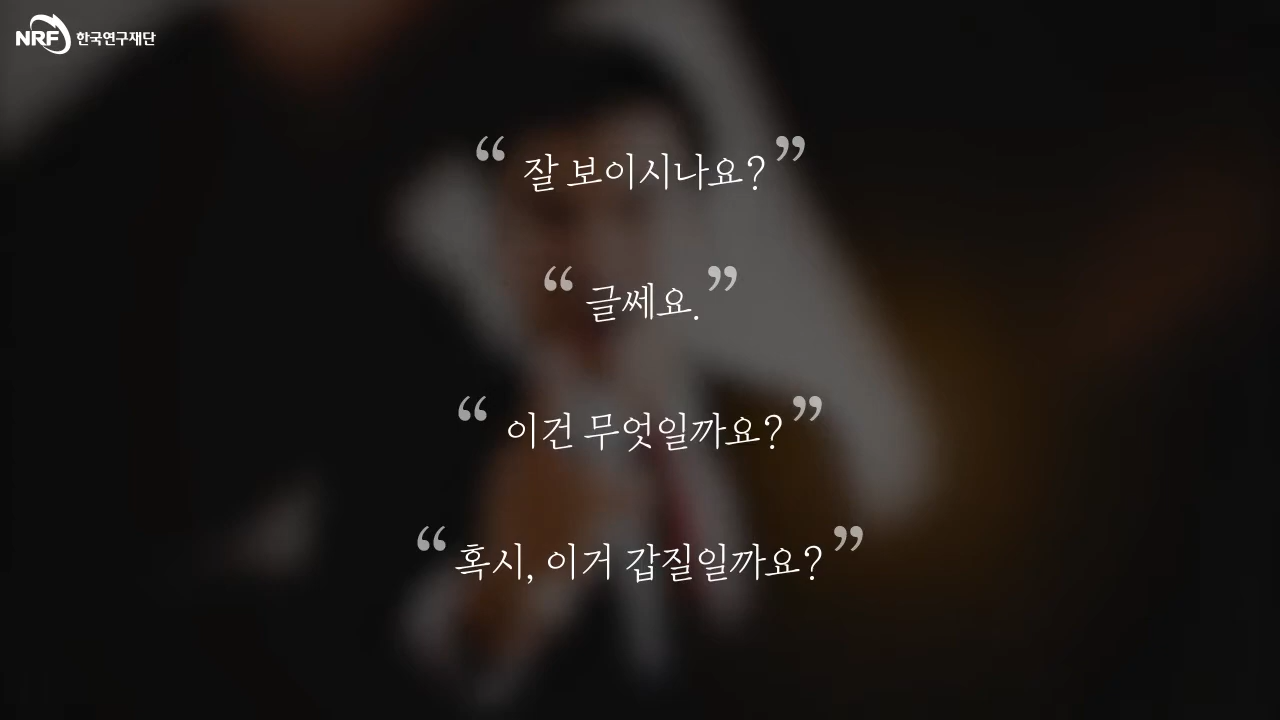 NRF 한국연구재단
“ 잘 보이시나요? ”
“ 글쎄요. ”
“ 이건 무엇일까요? ”
“ 혹시, 이거 갑질일까요? ”